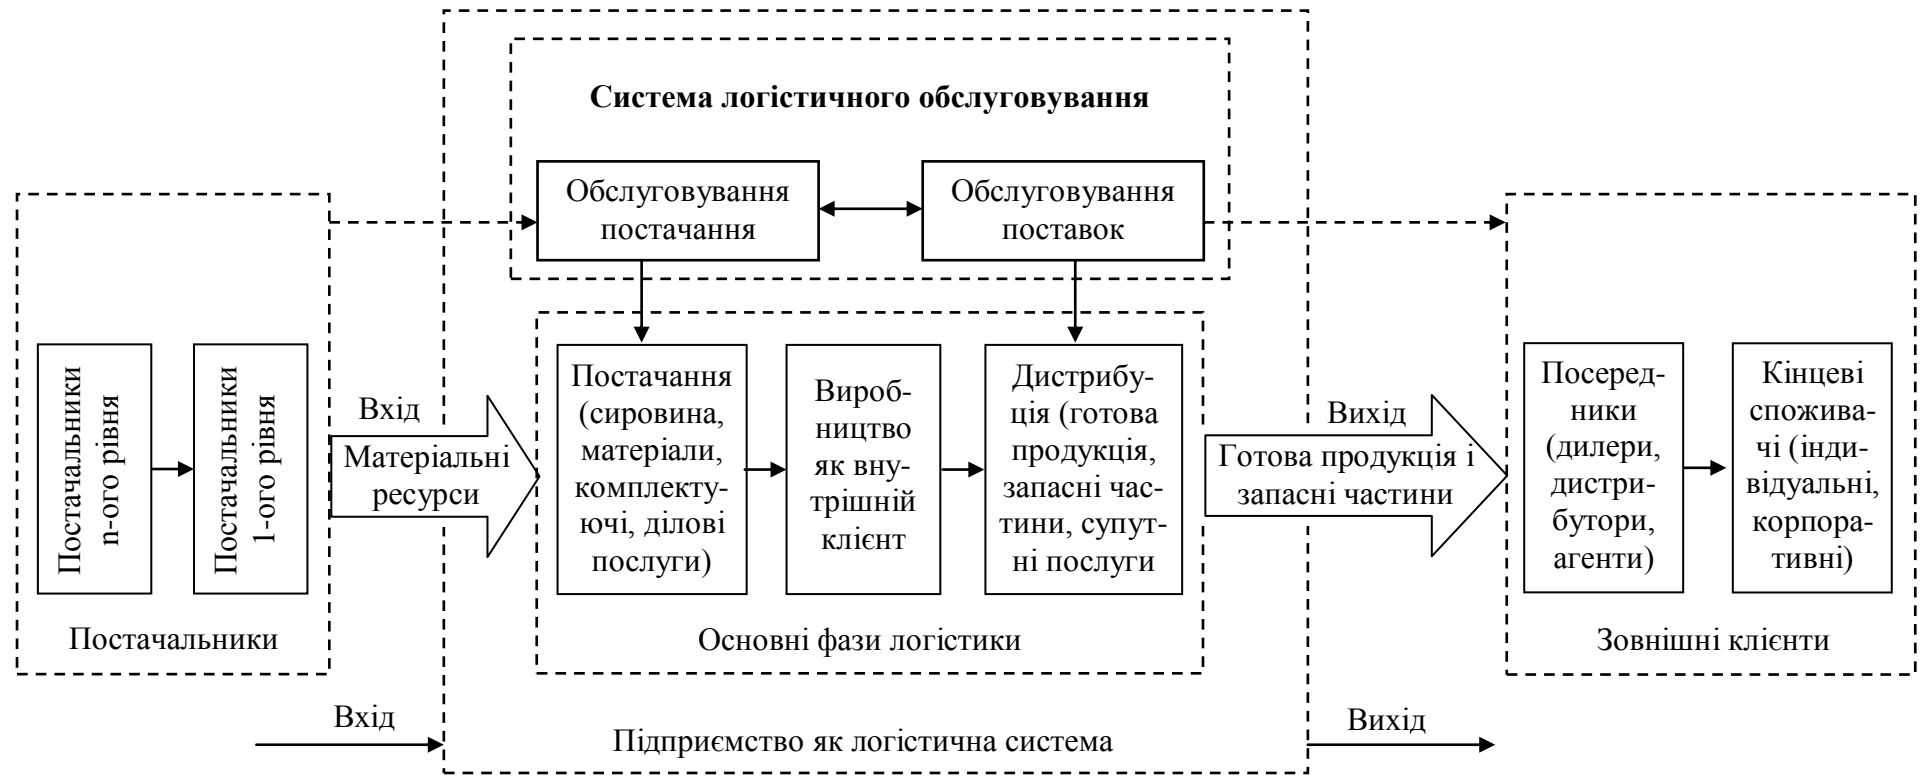 Система логістичного обслуговування
Обслуговування
постачання
Обслуговування
поставок
Постачальники
n-ого рівня
Постачальники
1-ого рівня
Постачальники
Вхід
Матеріальні
ресурси
Постачання
(сировина,
матеріали,
комплекту-
ючі, ділові
послуги)
Вироб-
ництво
як вну-
трішній
клієнт
Дистрибу-
ція (готова
продукція,
запасні час-
тини, супут-
ні послуги
Основні фази логістики
Вихід
Готова продукція і
запасні частини
Посеред-
ники
(дилери,
дистри-
бутори,
агенти)
Кінцеві
спожива-
чі (інди-
відуальні,
корпора-
тивні)
Зовнішні клієнти
Вхід
Підприємство як логістична система
Вихід